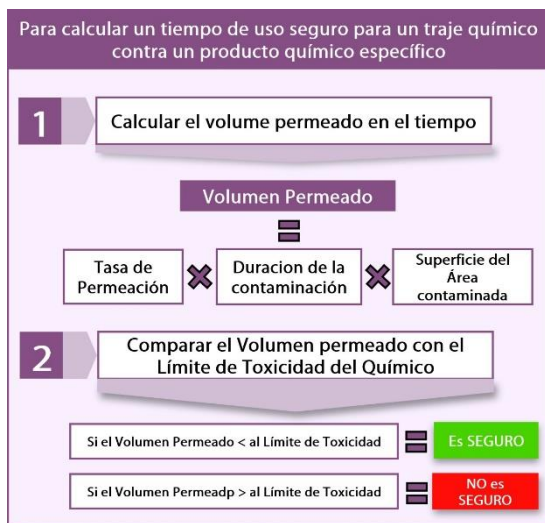 Para calcular un tiempo de uso seguro para un traje químico
contra un producto químico específico
1
Calcular el volume permeado en el tiempo
Volumen Permeado
Tasa de
Permeación
Duracion de la
contaminación
Superficie del
Área
contaminada
2
Comparar el Volumen permeado con el
Límite de Toxicidad del Químico
Si el Volumen Permeado < al Límite de Toxicidad
Es SEGURO
Si el Volumen Permeadp > al Límite de Toxicidad
NO es
SEGURO